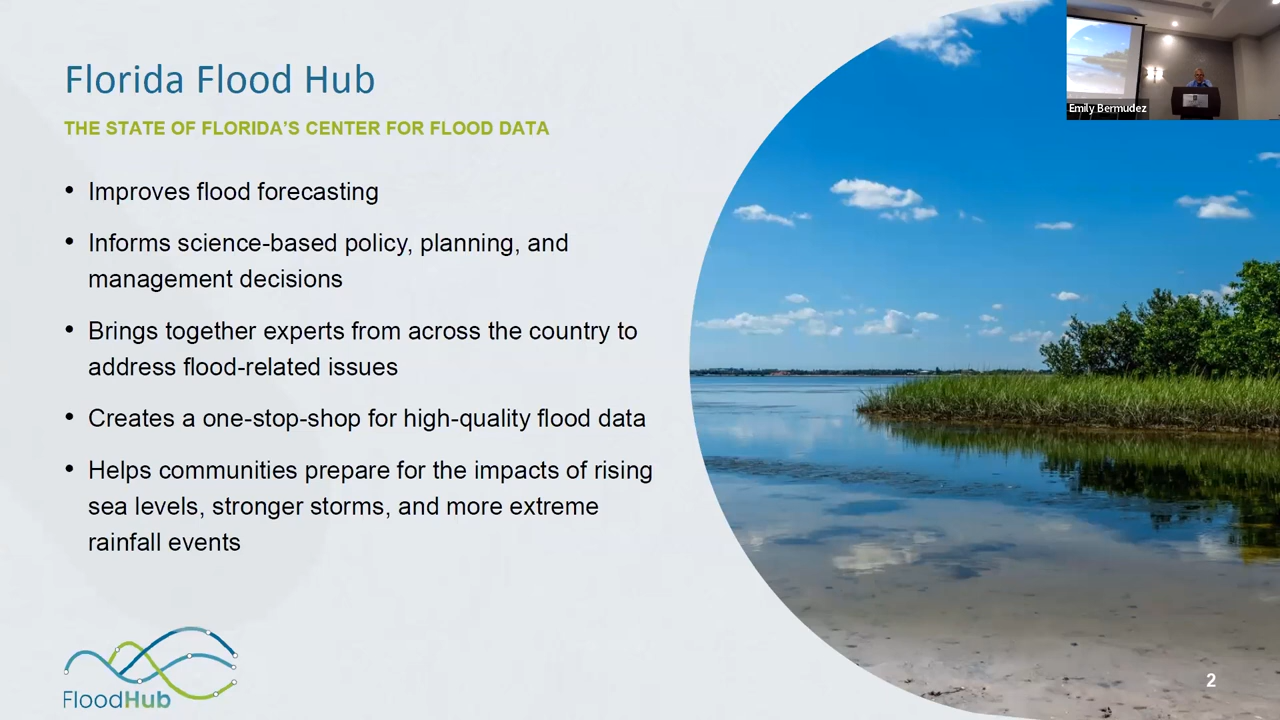 Florida Flood Hub
THE STATE OF FLORIDA'S CENTER FOR FLOOD DATA
• Improves flood forecasting
• Informs science-based policy, planning, and
management decisions
• Brings together experts from across the country to
address flood-related issues
• Creates a one-stop-shop for high-quality flood data
• Helps communities prepare for the impacts of rising
sea levels, stronger storms, and more extreme
rainfall events
FloodHub
2
Emily Bermudez